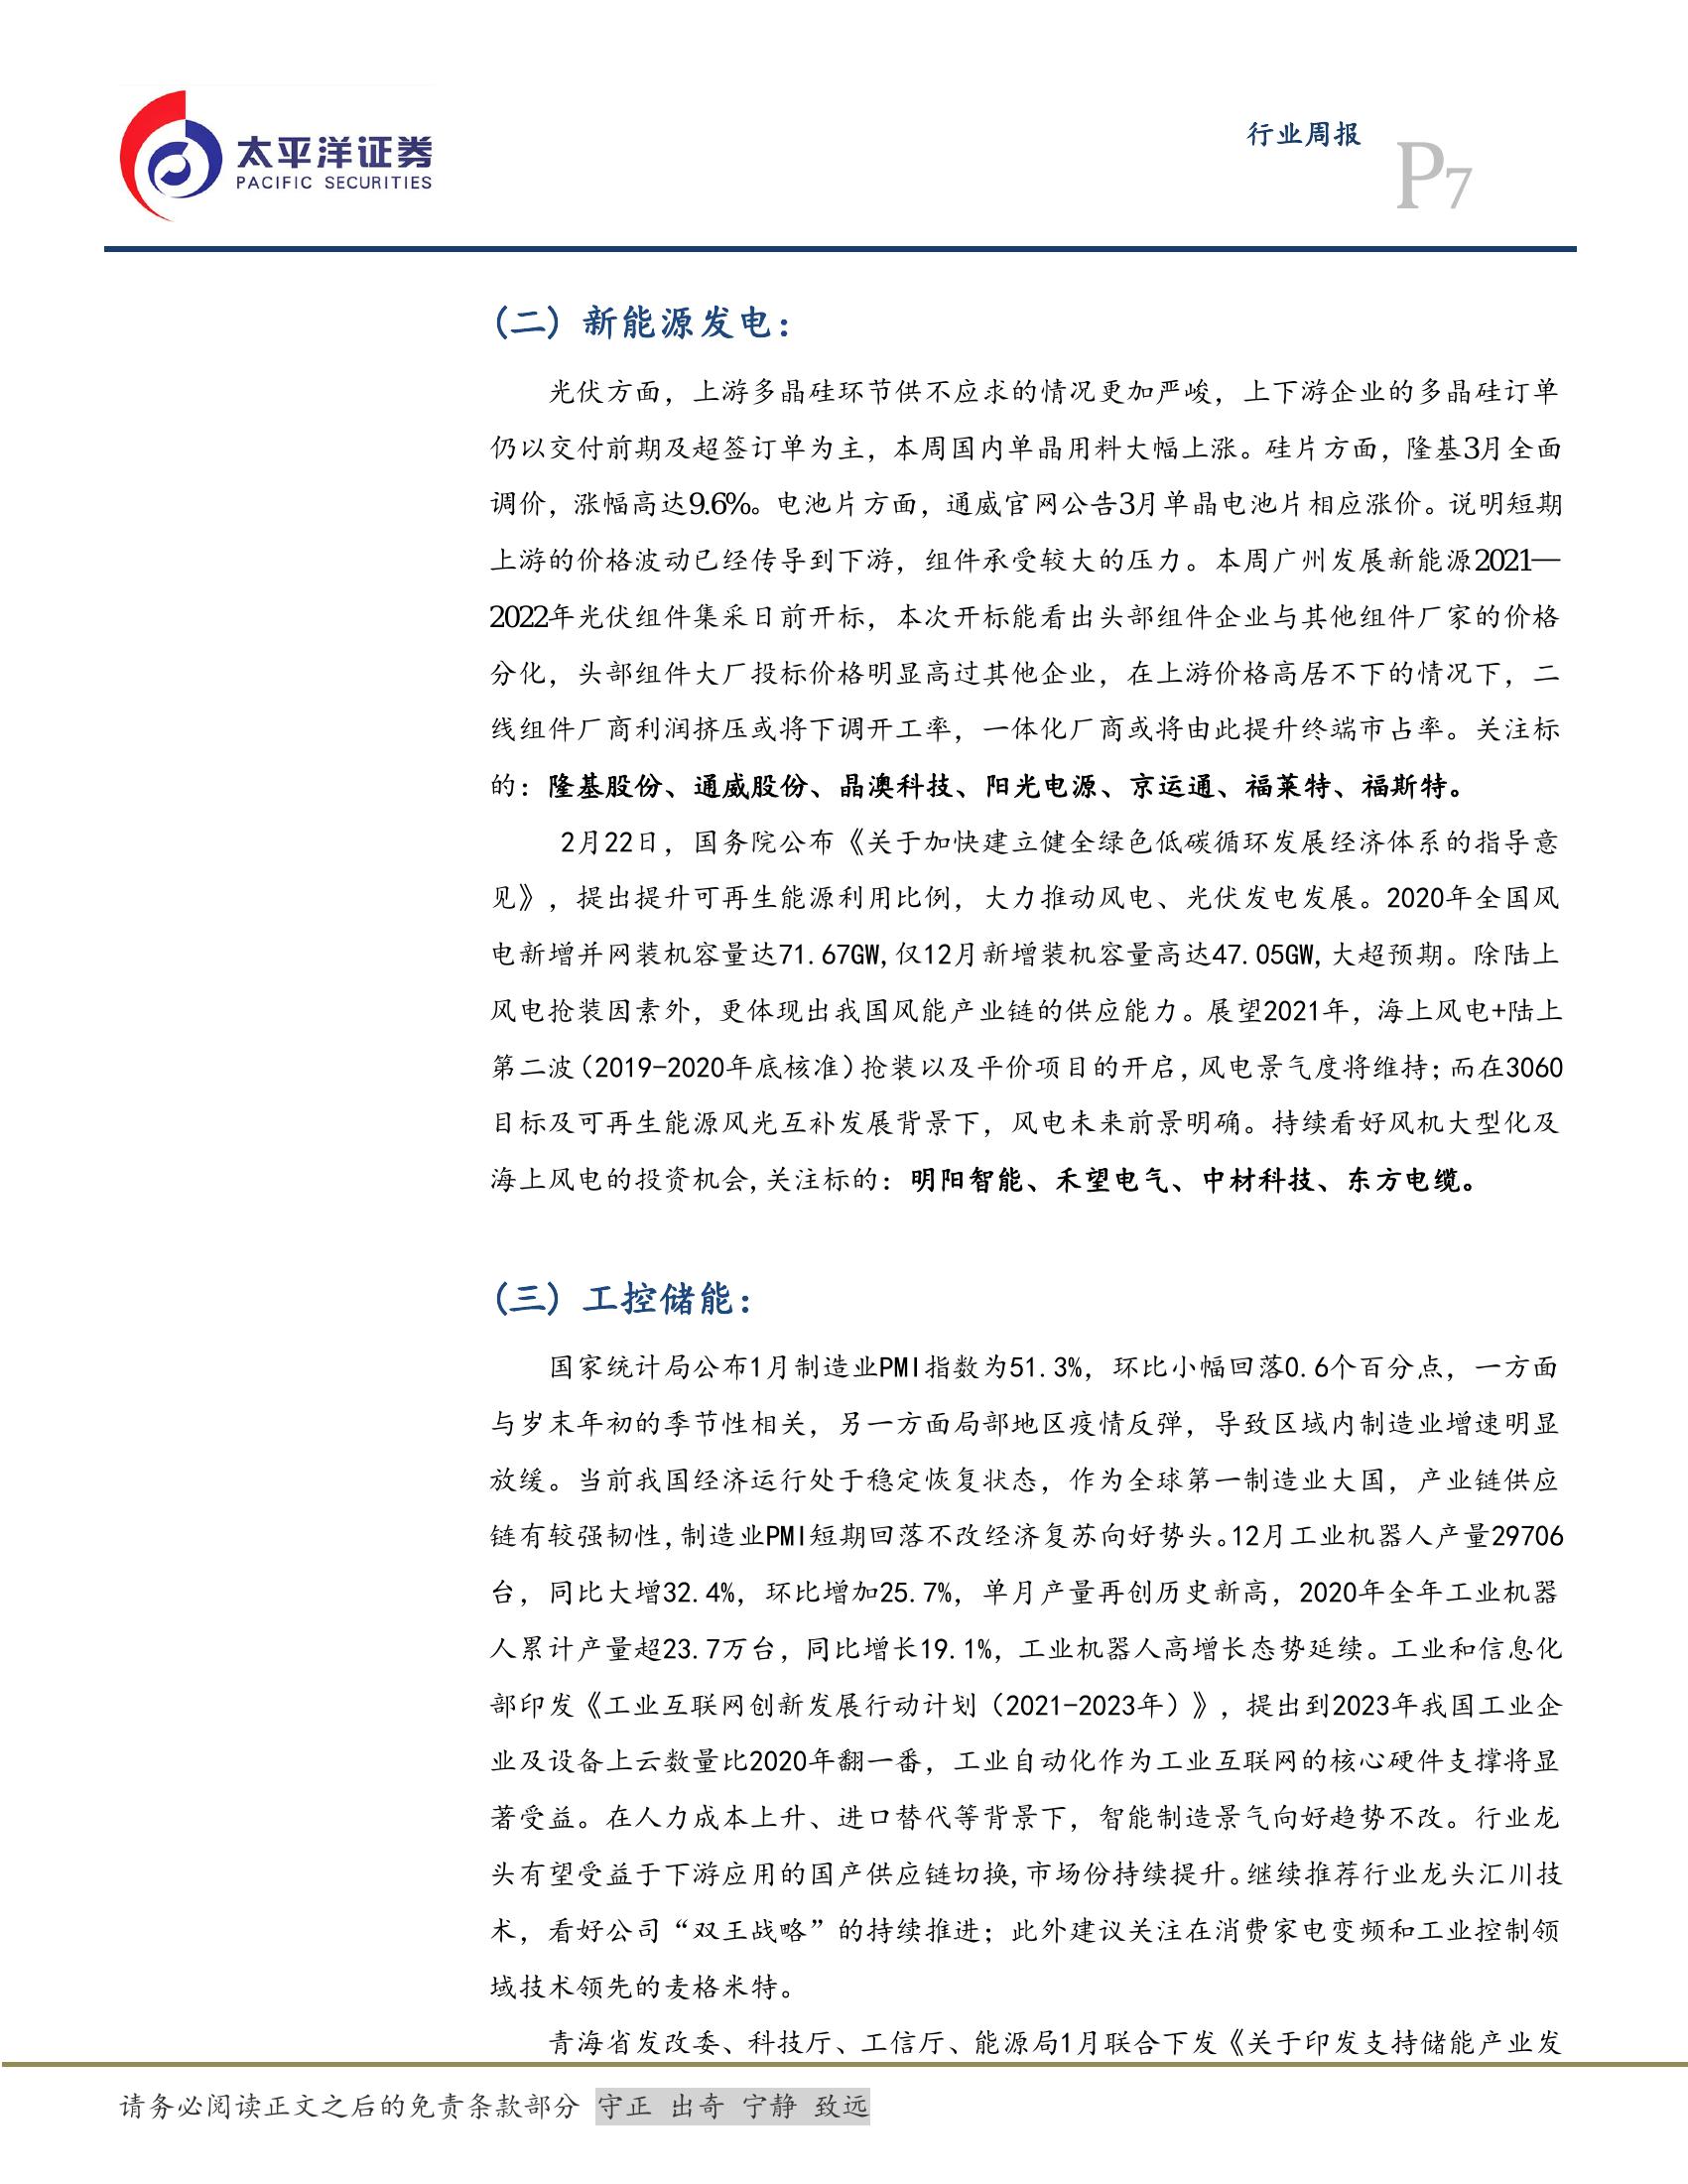 太平洋证券
PACIFIC SECURITIES
行业周报
P7
(二) 新能源发电：
光伏方面，上游多晶硅环节供不应求的情况更加严峻，上下游企业的多晶硅订单
仍以交付前期及超签订单为主，本周国内单晶用料大幅上涨。硅片方面，隆基3月全面
调价，涨幅高达9.6%。电池片方面，通威官网公告3月单晶电池片相应涨价。说明短期
上游的价格波动已经传导到下游，组件承受较大的压力。本周广州发展新能源2021—
2022年光伏组件集采日前开标，本次开标能看出头部组件企业与其他组件厂家的价格
分化，头部组件大厂投标价格明显高过其他企业，在上游价格高居不下的情况下，二
线组件厂商利润挤压或将下调开工率，一体化厂商或将由此提升终端市占率。关注标
的：隆基股份、通威股份、晶澳科技、阳光电源、京运通、福莱特、福斯特。
2月22日，国务院公布《关于加快建立健全绿色低碳循环发展经济体系的指导意
见》，提出提升可再生能源利用比例，大力推动风电、光伏发电发展。2020年全国风
电新增并网装机容量达71.67GW,仅12月新增装机容量高达47.05GW,大超预期。除陆上
风电抢装因素外，更体现出我国风能产业链的供应能力。展望2021年，海上风电+陆上
第二波（2019-2020年底核准）抢装以及平价项目的开启,风电景气度将维持;而在3060
目标及可再生能源风光互补发展背景下，风电未来前景明确。持续看好风机大型化及
海上风电的投资机会,关注标的：明阳智能、禾望电气、中材科技、东方电缆。
(三) 工控储能：
国家统计局公布1月制造业PMI指数为51.3%，环比小幅回落0.6个百分点，一方面
与岁末年初的季节性相关，另一方面局部地区疫情反弹，导致区域内制造业增速明显
放缓。当前我国经济运行处于稳定恢复状态，作为全球第一制造业大国，产业链供应
链有较强韧性,制造业PMI短期回落不改经济复苏向好势头。12月工业机器人产量29706
台，同比大增32.4%，环比增加25.7%，单月产量再创历史新高，2020年全年工业机器
人累计产量超23.7万台，同比增长19.1%，工业机器人高增长态势延续。工业和信息化
部印发《工业互联网创新发展行动计划（2021-2023年）》，提出到2023年我国工业企
业及设备上云数量比2020年翻一番，工业自动化作为工业互联网的核心硬件支撑将显
著受益。在人力成本上升、进口替代等背景下，智能制造景气向好趋势不改。行业龙
头有望受益于下游应用的国产供应链切换,市场份持续提升。继续推荐行业龙头汇川技
术，看好公司“双王战略”的持续推进；此外建议关注在消费家电变频和工业控制领
域技术领先的麦格米特。
青海省发改委、科技厅、工信厅、能源局1月联合下发《关于印发支持储能产业发
请务必阅读正文之后的免责条款部分 守正 出奇 宁静 致远